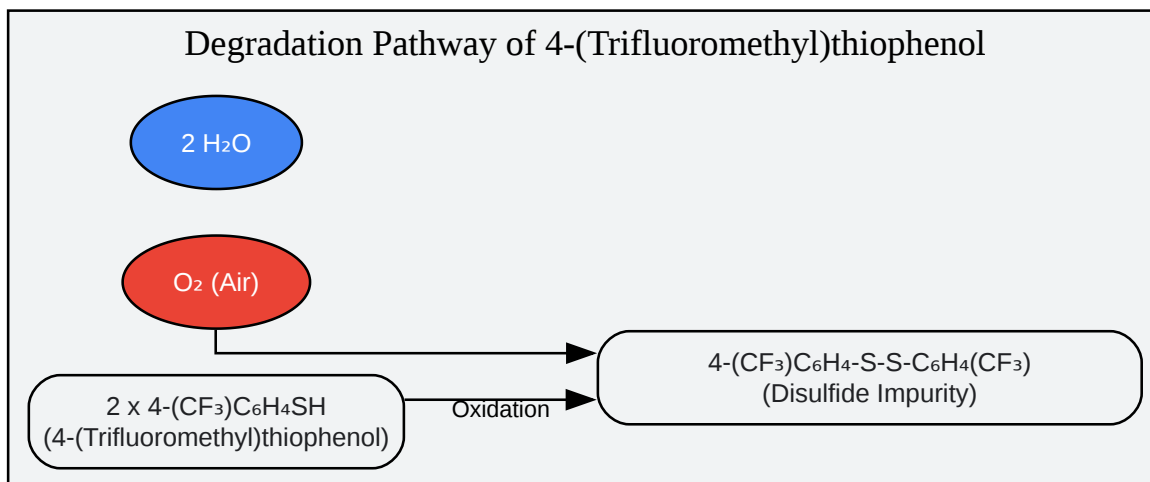 Degradation Pathway of 4-(Trifluoromethyl)thiophenol
2 H₂O
O₂ (Air)
4-(CF₃)C₆H₄-S-S-C₆H₄(CF₃)
(Disulfide Impurity)
2 x 4-(CF₃)C₆H₄SH
(4-(Trifluoromethyl)thiophenol)
Oxidation